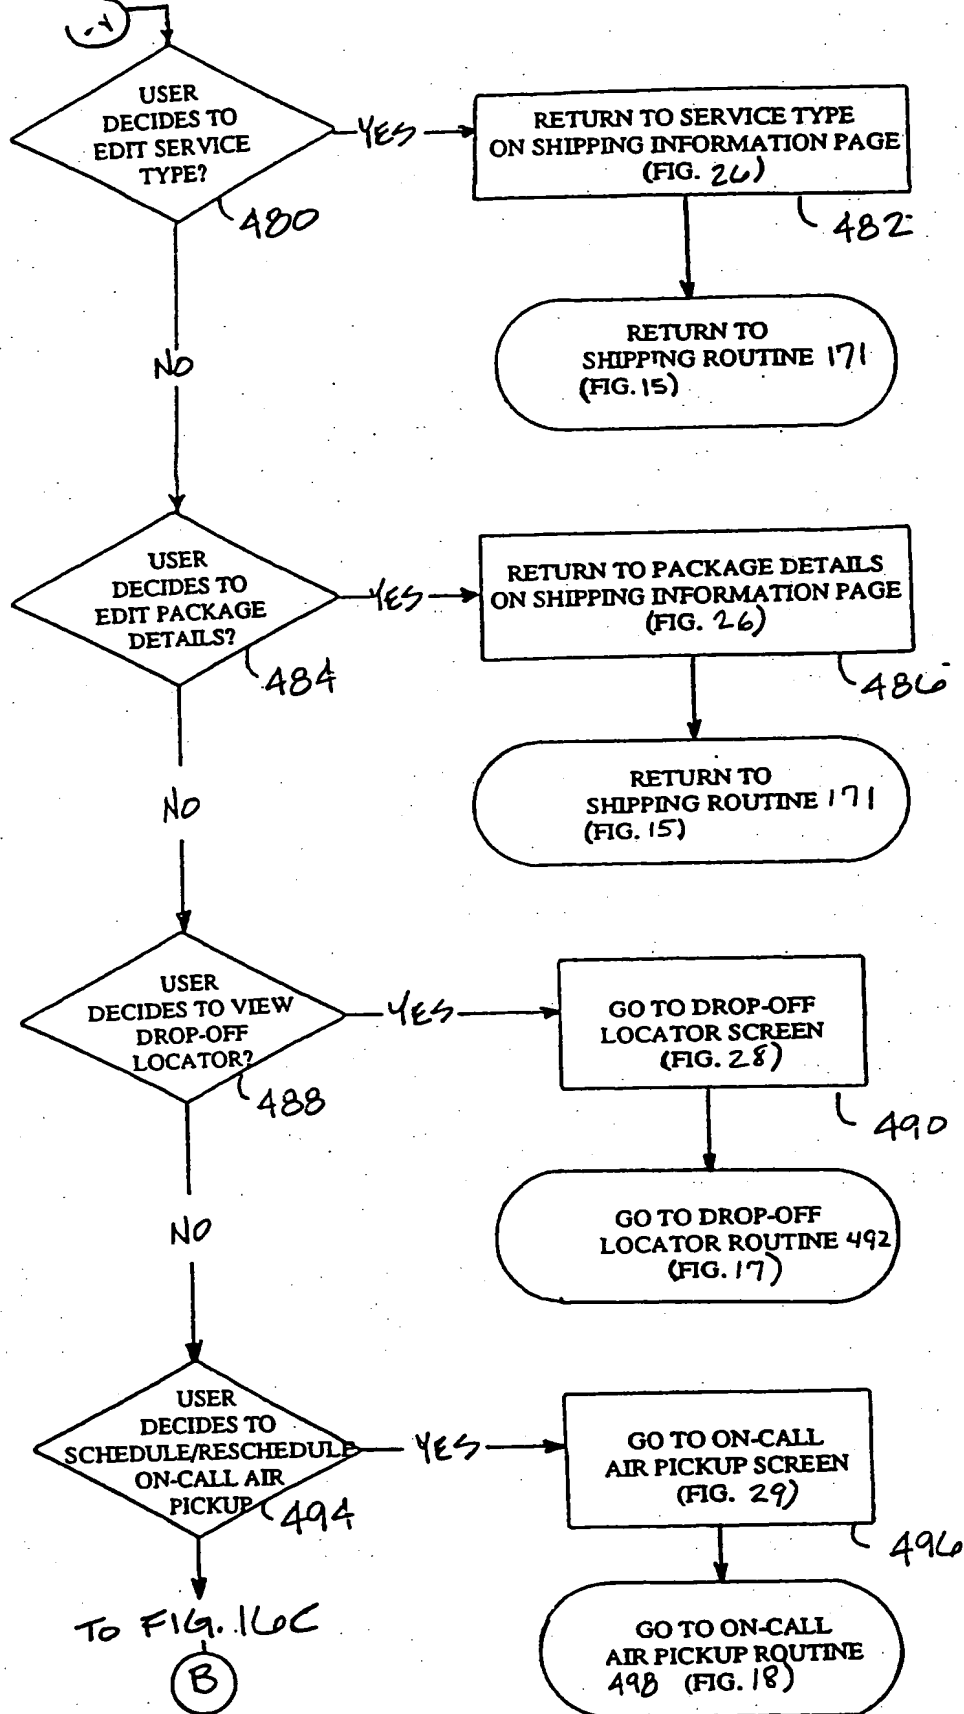 USER
DECIDES TO
EDIT SERVICE
TYPE?
480
YES
RETURN TO SERVICE TYPE
ON SHIPPING INFORMATION PAGE
(FIG. 26)
482
RETURN TO
SHIPPING ROUTINE 171
(FIG. 15)
NO
USER
DECIDES TO
EDIT PACKAGE
DETAILS?
484
YES
RETURN TO PACKAGE DETAILS
ON SHIPPING INFORMATION PAGE
(FIG. 26)
486
RETURN TO
SHIPPING ROUTINE 171
(FIG. 15)
NO
USER
DECIDES TO VIEW
DROP-OFF
LOCATOR?
488
YES
GO TO DROP-OFF
LOCATOR SCREEN
(FIG. 28)
490
GO TO DROP-OFF
LOCATOR ROUTINE 492
(FIG. 17)
NO
USER
DECIDES TO
SCHEDULE/RESCHEDULE
ON-CALL AIR
PICKUP
494
YES
GO TO ON-CALL
AIR PICKUP SCREEN
(FIG. 29)
496
GO TO ON-CALL
AIR PICKUP ROUTINE
498 (FIG. 18)
TO FIG. 16C
B